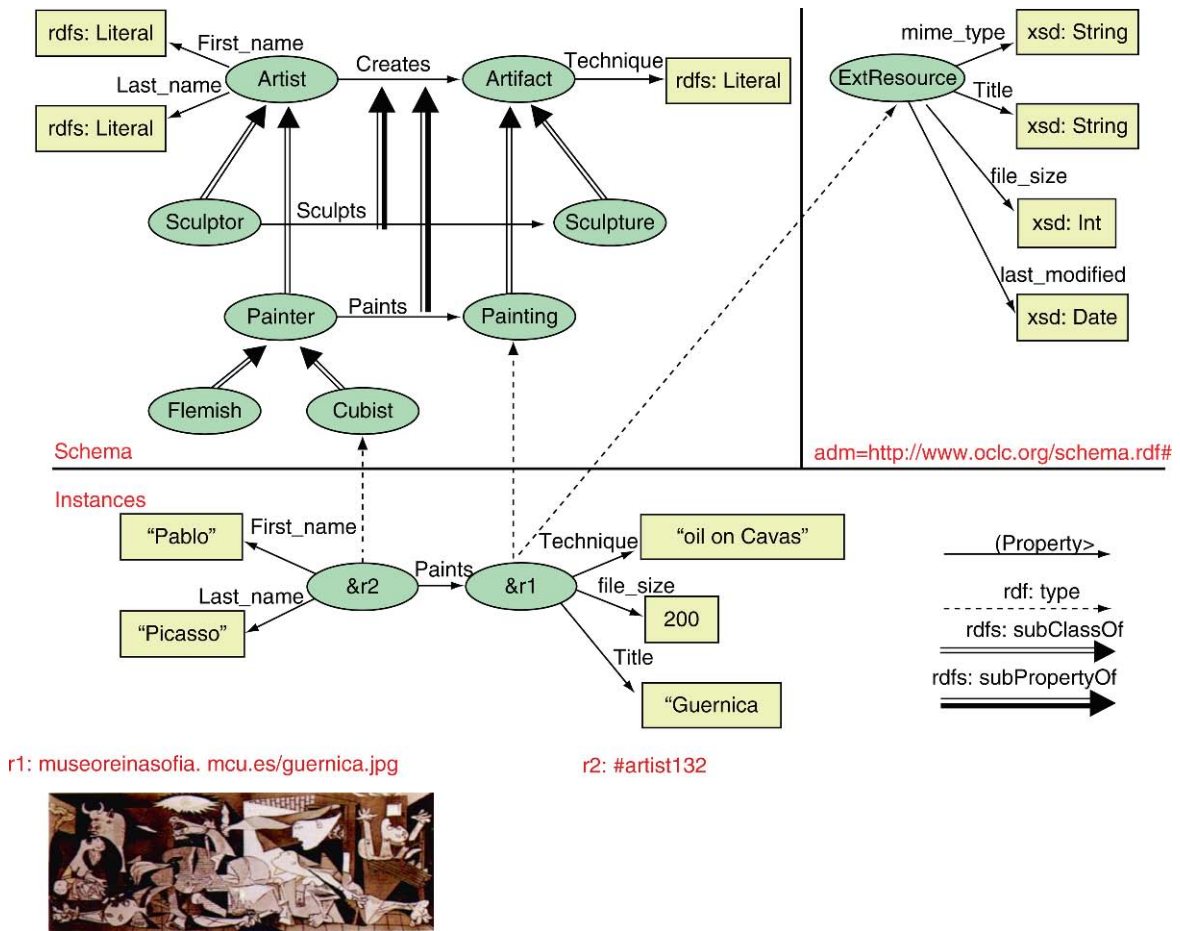 rdfs: Literal
First_name
Artist
Creates
Artifact
Technique
rdfs: Literal
Last_name
rdfs: Literal
Sculptor
Sculpts
Sculpture
Painter
Paints
Painting
Flemish
Cubist
Schema
mime_type
xsd: String
ExtResource
Title
xsd: String
file_size
xsd: Int
last_modified
xsd: Date
adm=http://www.oclc.org/schema.rdf#
Instances
“Pablo”
First_name
Last_name
“Picasso”
&r2
Paints
&r1
Technique
“oil on Cavas”
file_size
200
Title
“Guernica
(Property>
rdf: type
rdfs: subClassOf
rdfs: subPropertyOf
r1: museoreinasofia. mcu.es/guernica.jpg
r2: #artist132